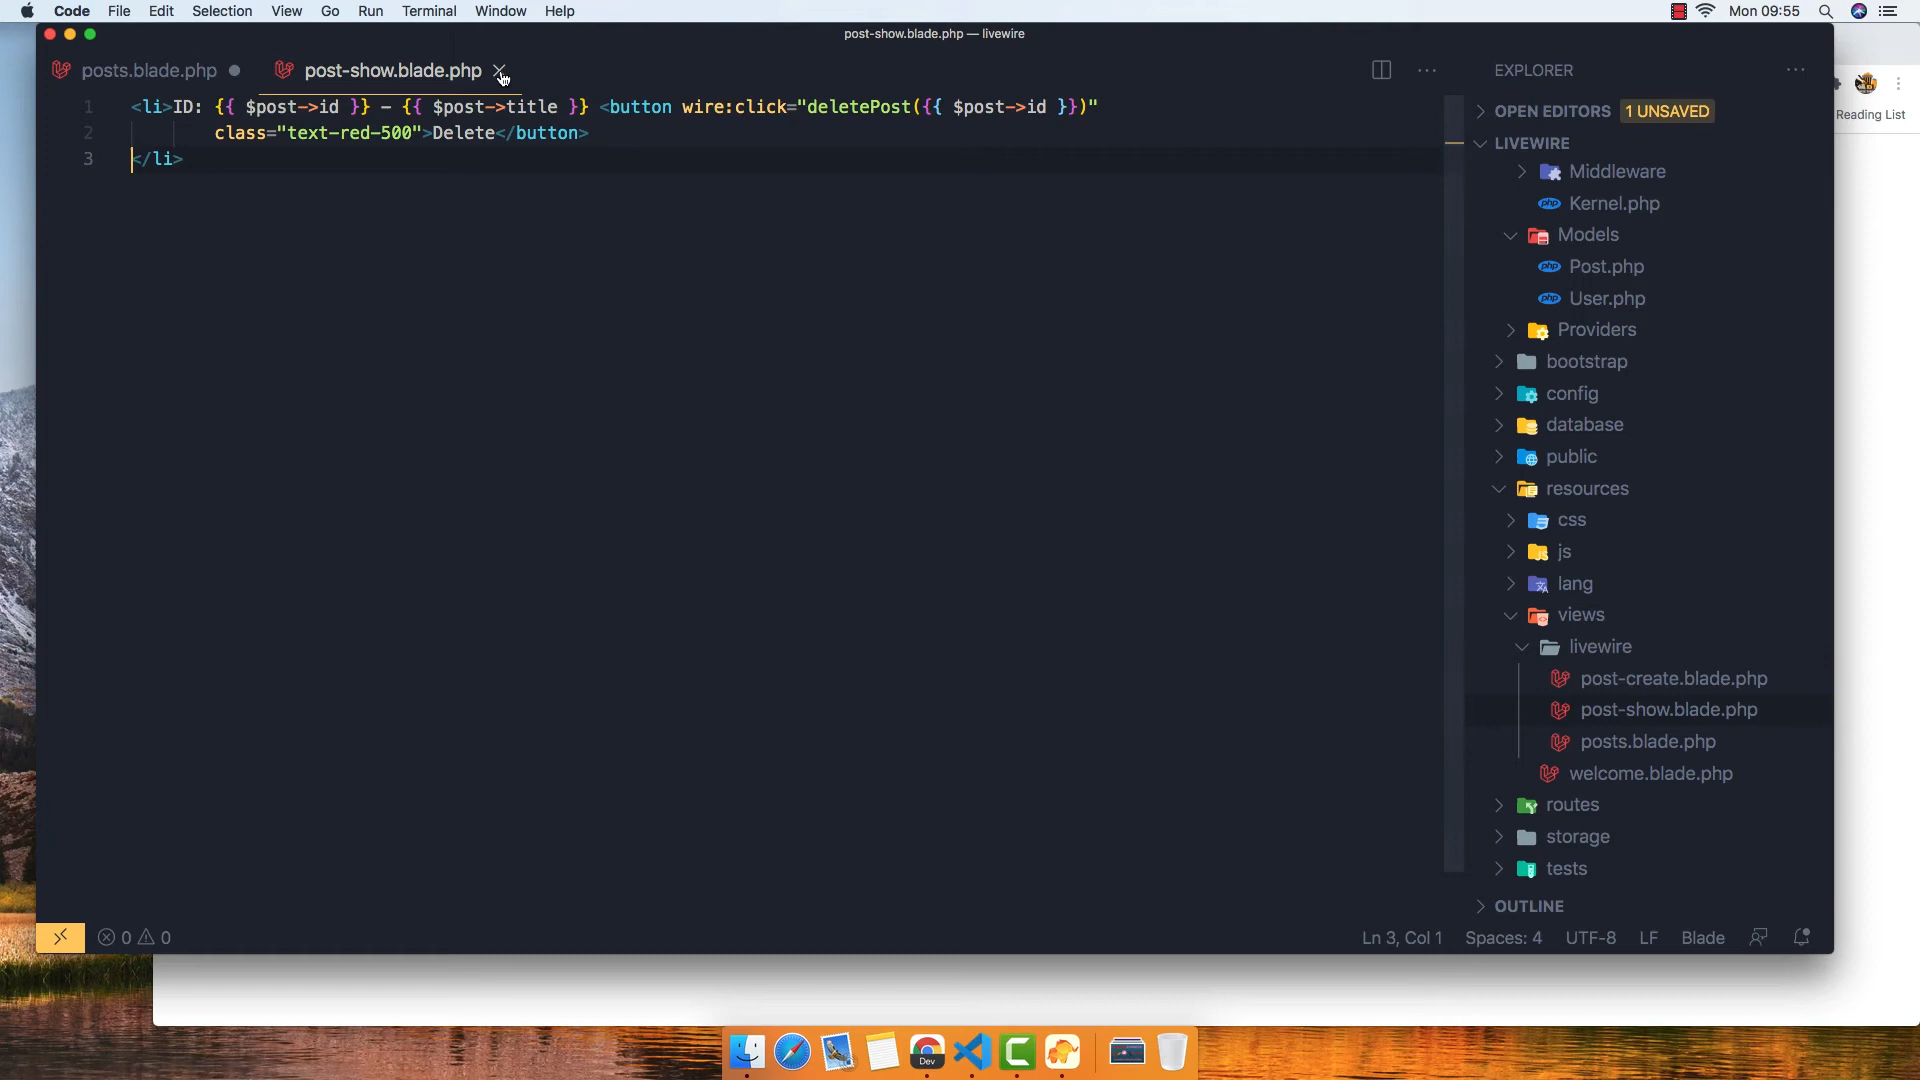 Code File Edit Selection View Go Run Terminal Window Help Mon 09:55
post-show.blade.php — livewire
posts.blade.php post-show.blade.php
EXPLORER
Reading List
1 <li>ID: {{ $post->id }} - {{ $post->title }} <button wire:click="deletePost({{ $post->id }})"
2 class="text-red-500">Delete</button>
3 </li>
OPEN EDITORS 1 UNSAVED
LIVEWIRE
Middleware
php Kernel.php
Models
php Post.php
php User.php
Providers
bootstrap
config
database
public
resources
css
JS js
lang
views
livewire
post-create.blade.php
post-show.blade.php
posts.blade.php
welcome.blade.php
routes
storage
tests
OUTLINE
0 0 Ln 3, Col 1 Spaces: 4 UTF-8 LF Blade
Dev